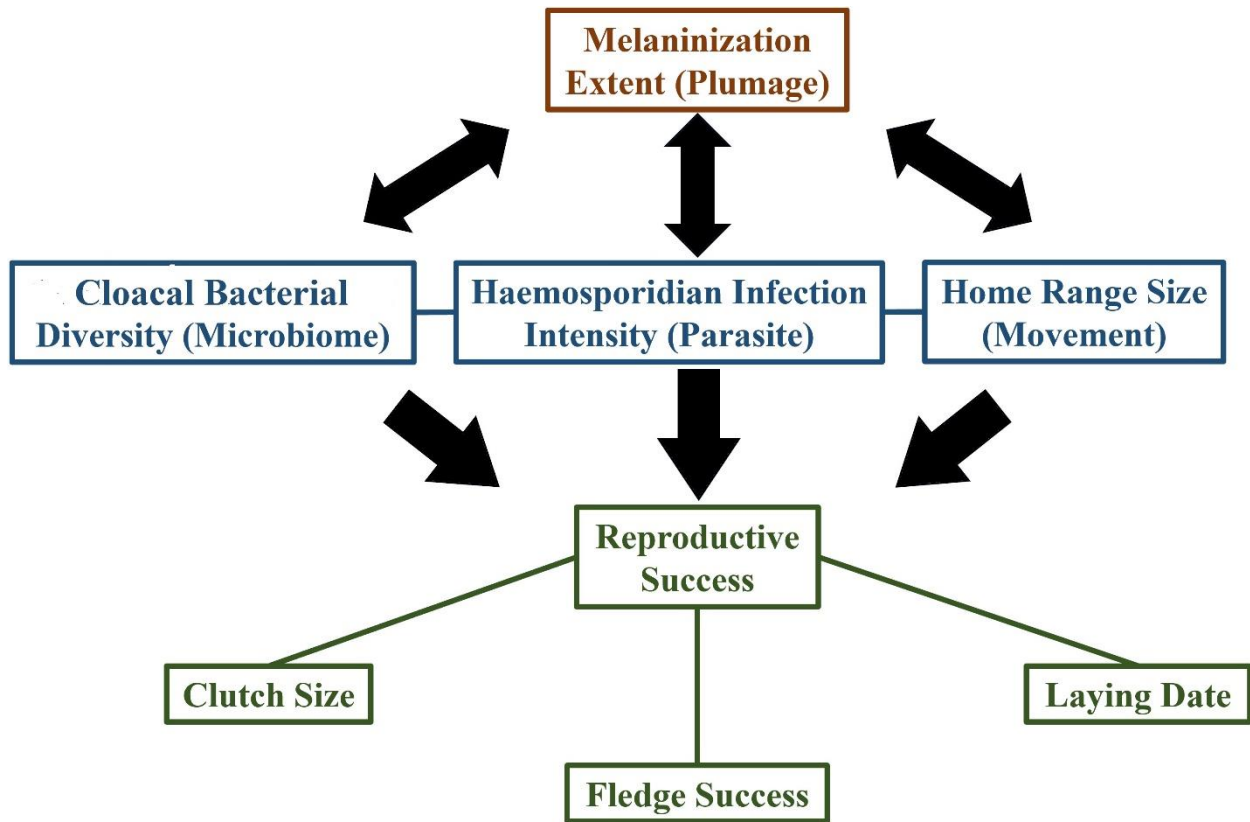 Melaninization
Extent (Plumage)
Cloacal Bacterial
Diversity (Microbiome)
Haemosporidian Infection
Intensity (Parasite)
Home Range Size
(Movement)
Reproductive
Success
Clutch Size
Laying Date
Fledge Success